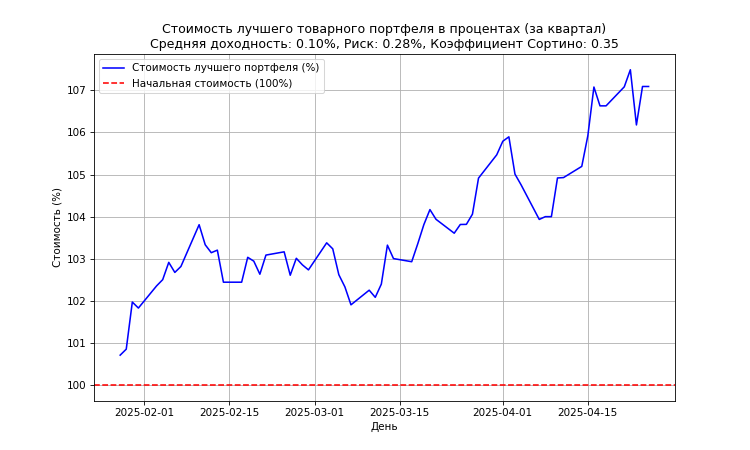 Стоимость лучшего товарного портфеля в процентах (за квартал)
Средняя доходность: 0.10%, Риск: 0.28%, Коэффициент Сортино: 0.35
Стоимость лучшего портфеля (%)
Начальная стоимость (100%)
Стоимость (%)
107
106
105
104
103
102
101
100
2025-02-01 2025-02-15 2025-03-01 2025-03-15 2025-04-01 2025-04-15
День